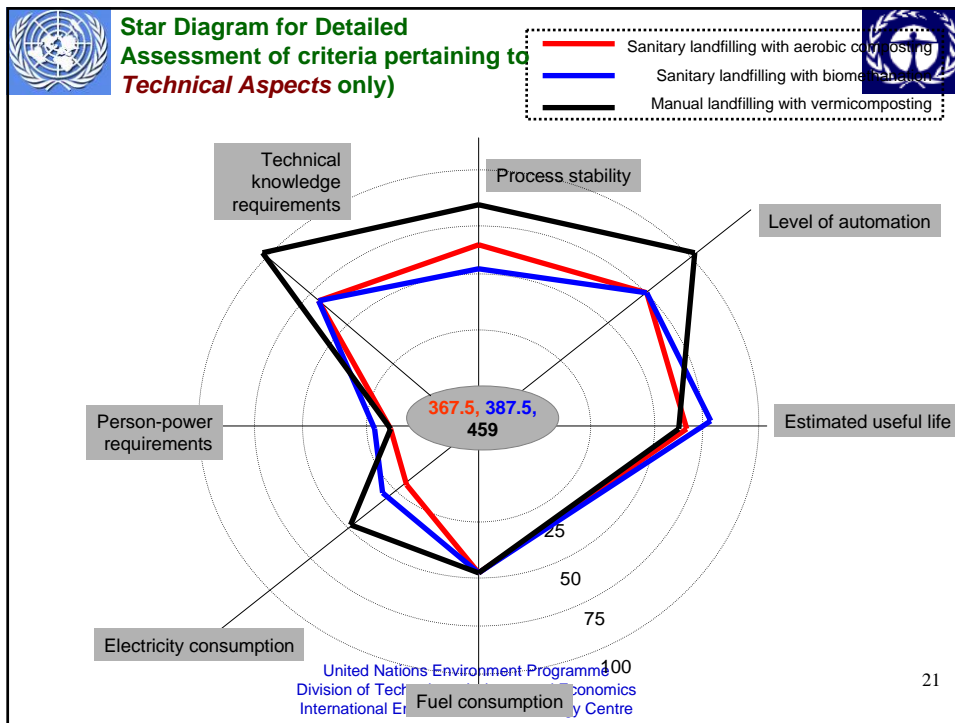 Star Diagram for Detailed
Assessment of criteria pertaining to
Technical Aspects only)
Sanitary landfilling with aerobic composting
Sanitary landfilling with biomethanation
Manual landfilling with vermicomposting
Technical
knowledge
requirements
Process stability
Level of automation
367.5, 387.5,
459
Person-power
requirements
Estimated useful life
25
50
75
100
Electricity consumption
United Nations Environment Programme
Division of Economics
International Centre
Fuel consumption
21